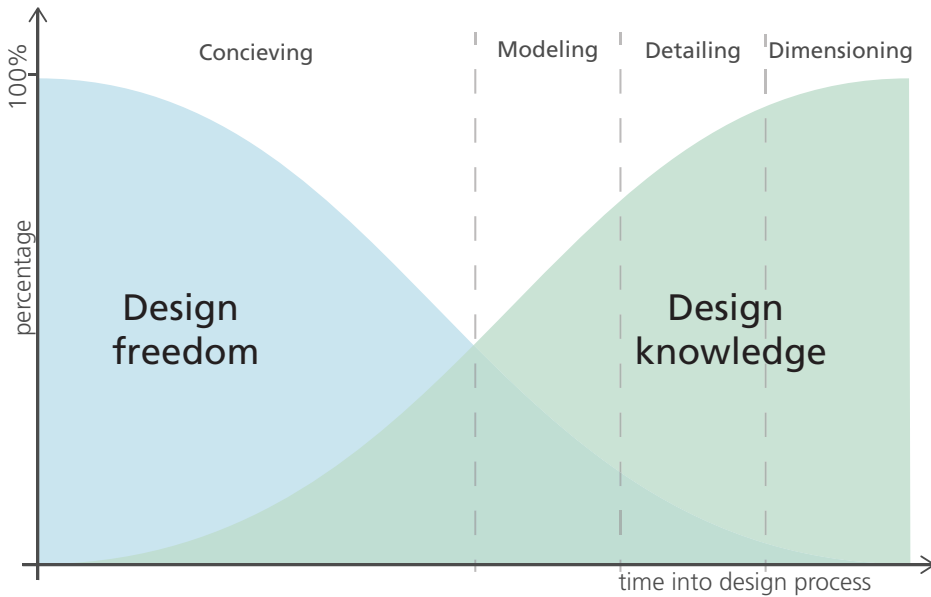 Concieving
Modeling
Detailing
Dimensioning
100%
percentage
Design
freedom
Design
knowledge
time into design process